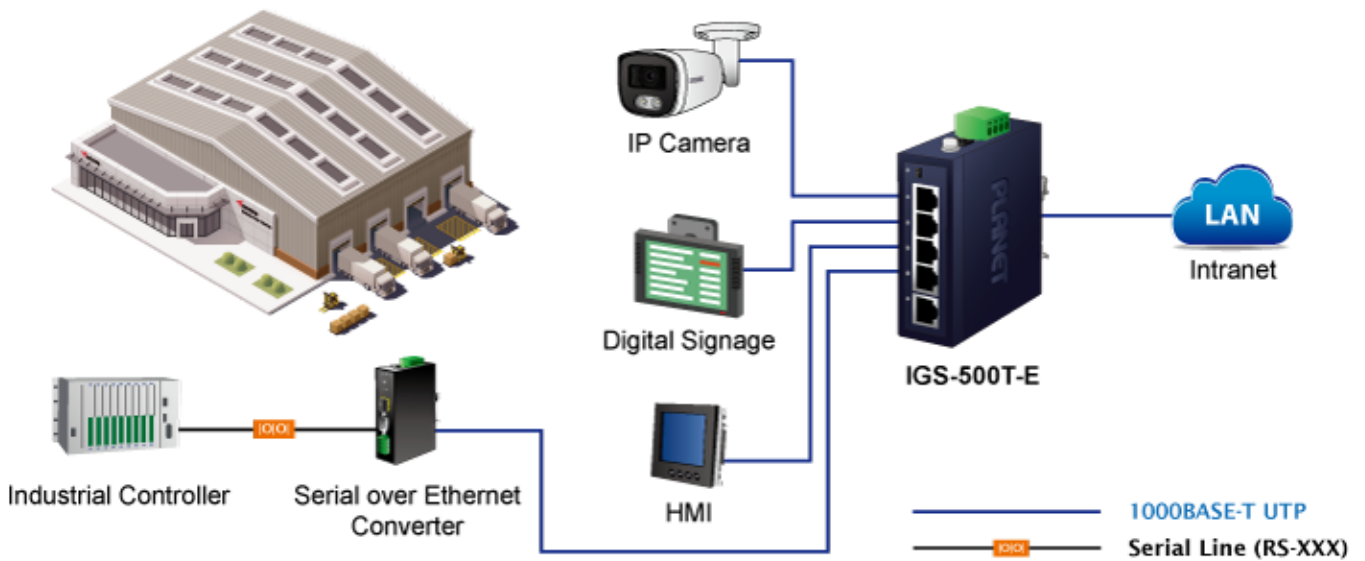 IP Camera
PLANET
LAN
Intranet
Digital Signage
IGS-500T-E
Industrial Controller
Serial over Ethernet
Converter
HMI
1000BASE-T UTP
|O|O|
Serial Line (RS-XXX)
|O|O|